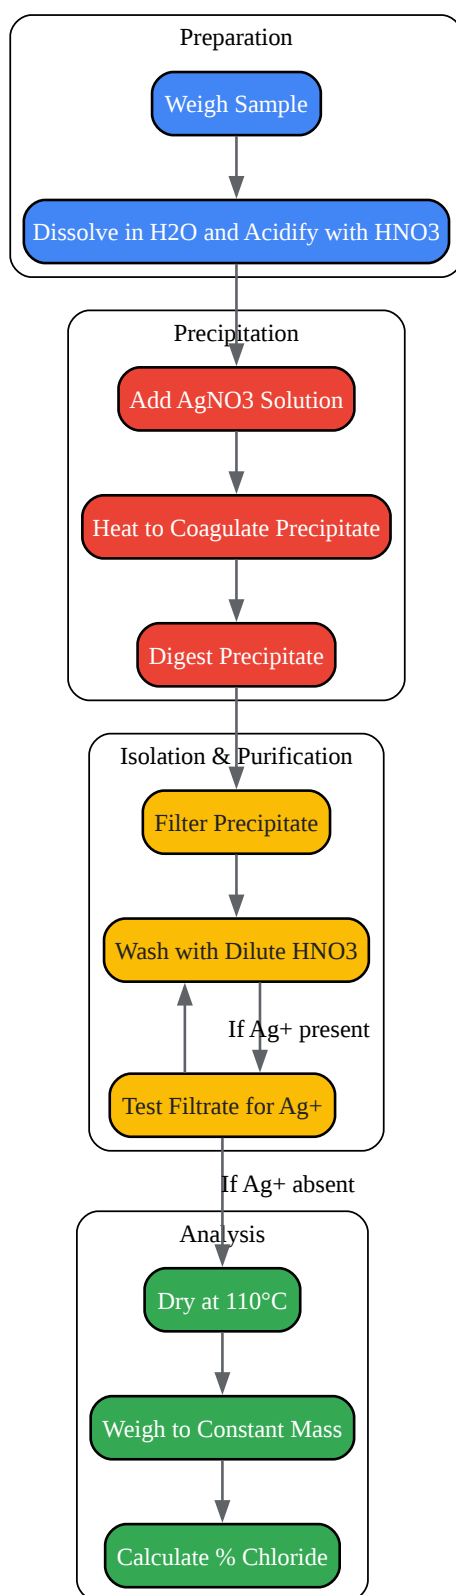 Preparation
Weigh Sample
Dissolve in H2O and Acidify with HNO3
Precipitation
Add AgNO3 Solution
Heat to Coagulate Precipitate
Digest Precipitate
Isolation & Purification
Filter Precipitate
Wash with Dilute HNO3
If Ag+ present
Test Filtrate for Ag+
If Ag+ absent
Analysis
Dry at 110°C
Weigh to Constant Mass
Calculate % Chloride